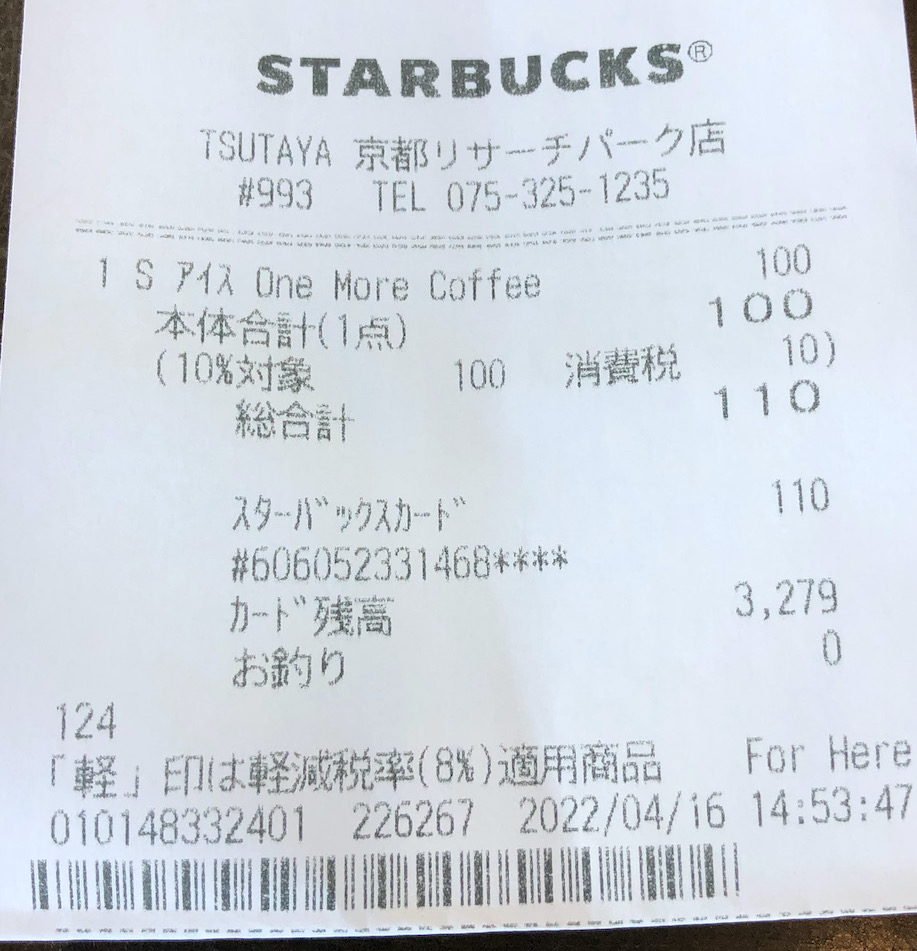 STARBUCKS®
TSUTAYA 京都リサーチパーク店
#993 TEL 075-325-1235
1 S アイス One More Coffee 100
本体合計(1点) 100
(10%対象 100 消費税 10)
総合計 110
スターバックスカード 110
#606052331468****
カード残高 3,279
お釣り 0
124
「軽」印は軽減税率(8%)適用商品 For Here
010148332401 226267 2022/04/16 14:53:47